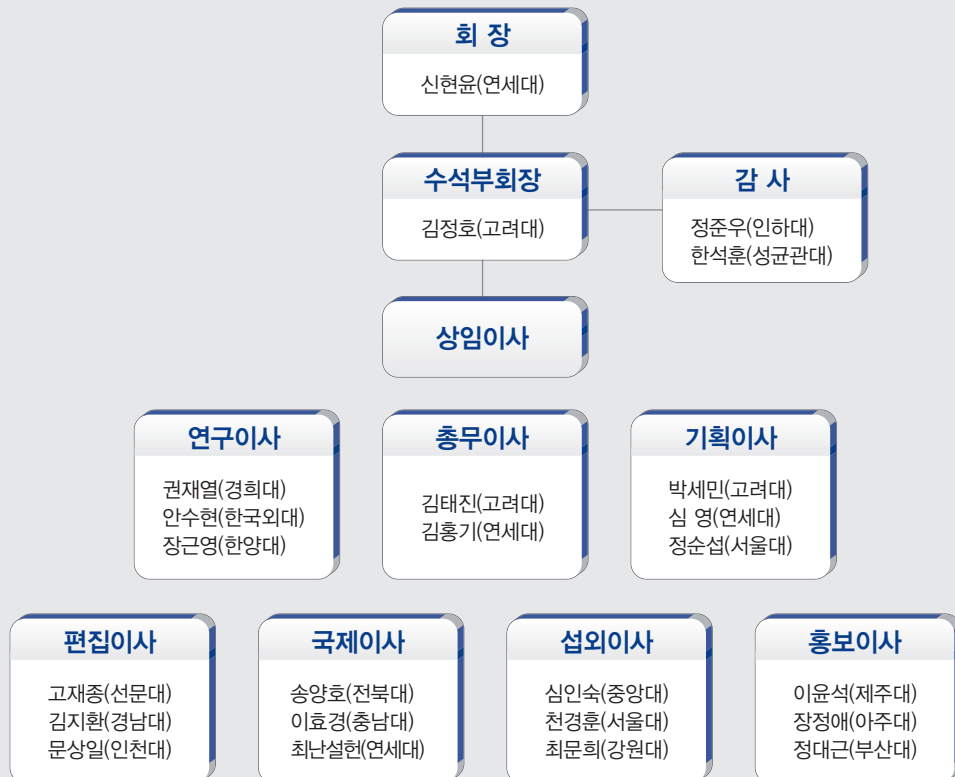 회 장
신현윤(연세대)
수석부회장
김정호(고려대)
감 사
정준우(인하대)
한석훈(성균관대)
상임이사
연구이사
권재열(경희대)
안수현(한국외대)
장근영(한양대)
총무이사
김태진(고려대)
김홍기(연세대)
기획이사
박세민(고려대)
심 영(연세대)
정순섭(서울대)
편집이사
고재종(선문대)
김지환(경남대)
문상일(인천대)
국제이사
송양호(전북대)
이효경(충남대)
최난설헌(연세대)
섭외이사
심인숙(중앙대)
천경훈(서울대)
최문희(강원대)
홍보이사
이윤석(제주대)
장정애(아주대)
정대근(부산대)